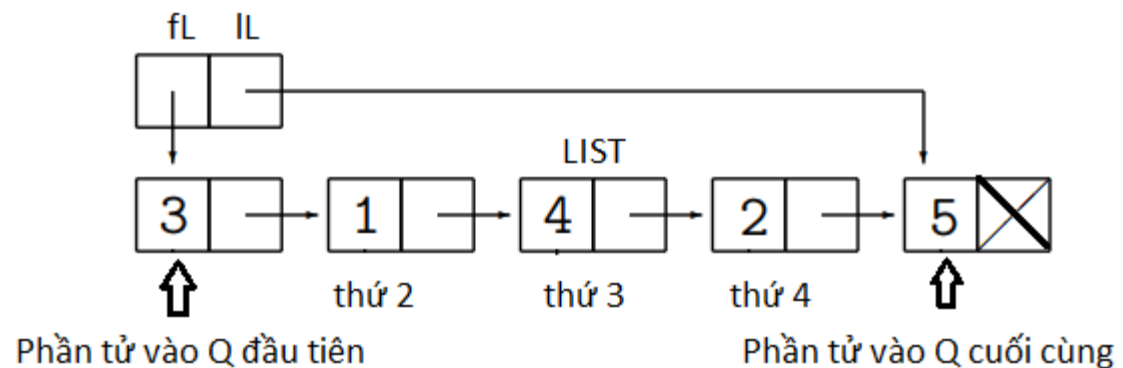 fL lL
LIST
3 1 4 2 5
thứ 2 thứ 3 thứ 4
Phần tử vào Q đầu tiên Phần tử vào Q cuối cùng